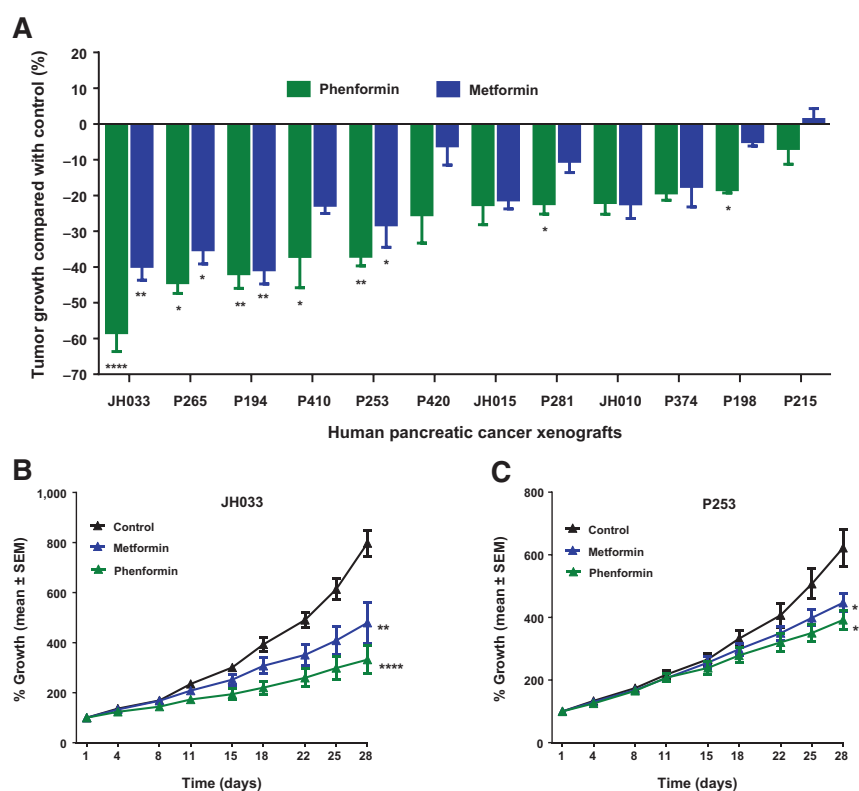 A
Tumor growth compared with control (%)
20
10
0
−10
−20
−30
−40
−50
−60
−70
Phenformin
Metformin
**** ** * * ** ** * ** * * *
JH033 P265 P194 P410 P253 P420 JH015 P281 JH010 P374 P198 P215
Human pancreatic cancer xenografts
B
JH033
% Growth (mean ± SEM)
1,000
800
600
400
200
0
Control
Metformin
Phenformin
**
****
1 4 8 11 15 18 22 25 28
Time (days)
C
P253
% Growth (mean ± SEM)
800
600
400
200
0
Control
Metformin
Phenformin
*
*
1 4 8 11 15 18 22 25 28
Time (days)